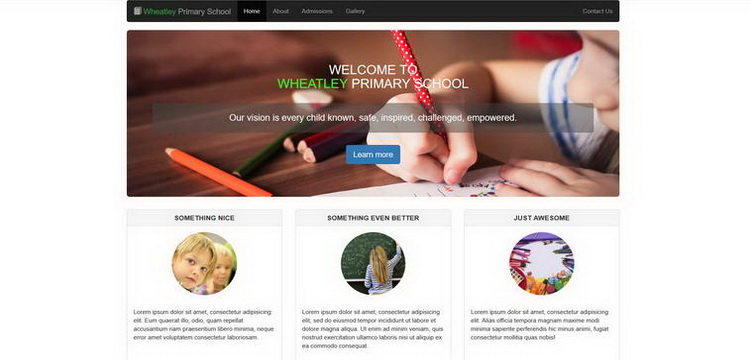 Wheatley Primary School Home About Admissions Gallery Contact Us
WELCOME TO
WHEATLEY PRIMARY SCHOOL
Our vision is every child known, safe, inspired, challenged, empowered.
Learn more
SOMETHING NICE
Lorem ipsum dolor sit amet, consectetur adipisicing
elit. Eum quaerat illo, odio, quam repellat
accusantium nam praesentium libero minima, neque
error amet voluptatem consectetur laboriosam.
SOMETHING EVEN BETTER
Lorem ipsum dolor sit amet, consectetur adipisicing
elit, sed do eiusmod tempor incididunt ut labore et
dolore magna aliqua. Ut enim ad minim veniam, quis
nostrud exercitation ullamco laboris nisi ut aliquip ex
ea commodo consequat
JUST AWESOME
Lorem ipsum dolor sit amet, consectetur adipisicing
elit. Alias officia tempora magnam maxime modi
minima sapiente perferendis hic minus animi, fugiat
consectetur mollitia quas nobis!